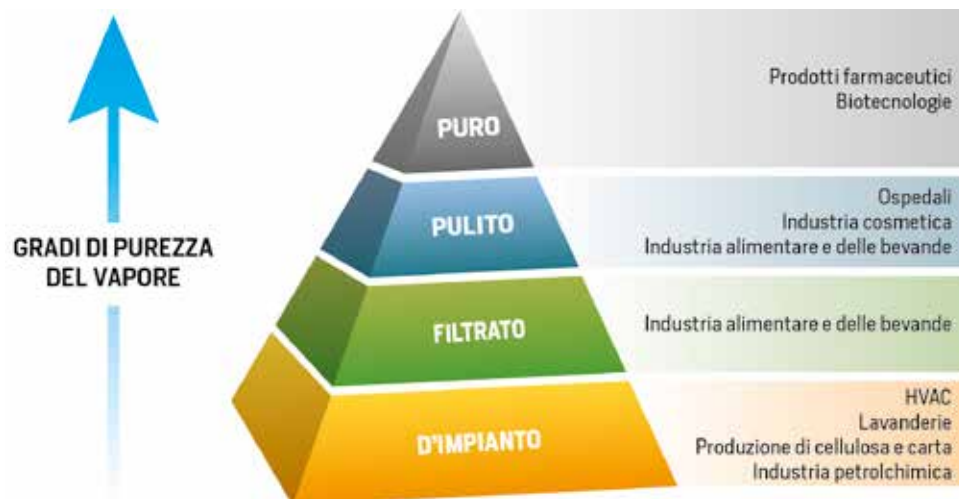 GRADI DI PUREZZA
DEL VAPORE
PURO
Prodotti farmaceutici
Biotecnologie
PULITO
Ospedali
Industria cosmetica
Industria alimentare e delle bevande
FILTRATO
Industria alimentare e delle bevande
D'IMPIANTO
HVAC
Lavanderie
Produzione di cellulosa e carta
Industria petrolchimica